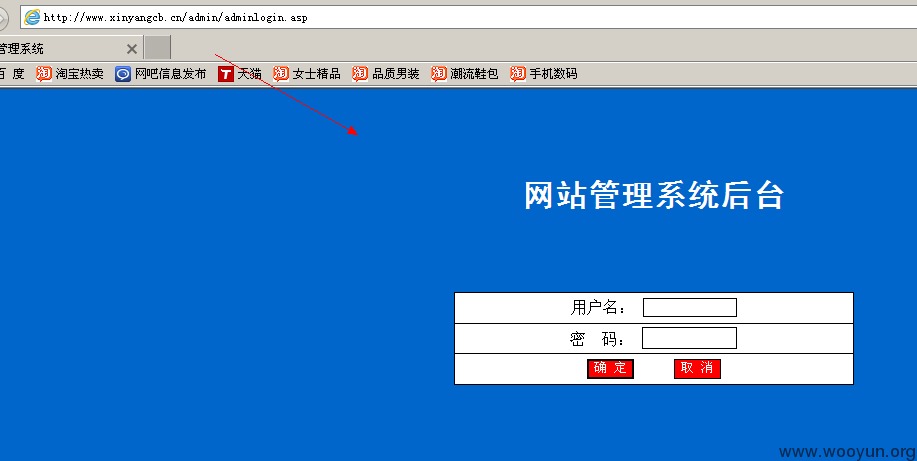 http://www.xinyangcb.cn/admin/adminlogin.asp
管理系统
百 度 淘宝热卖 网吧信息发布 天猫 女士精品 品质男装 潮流鞋包 手机数码
网站管理系统后台
用户名：
密 码：
确 定 取 消
www.wooyun.org